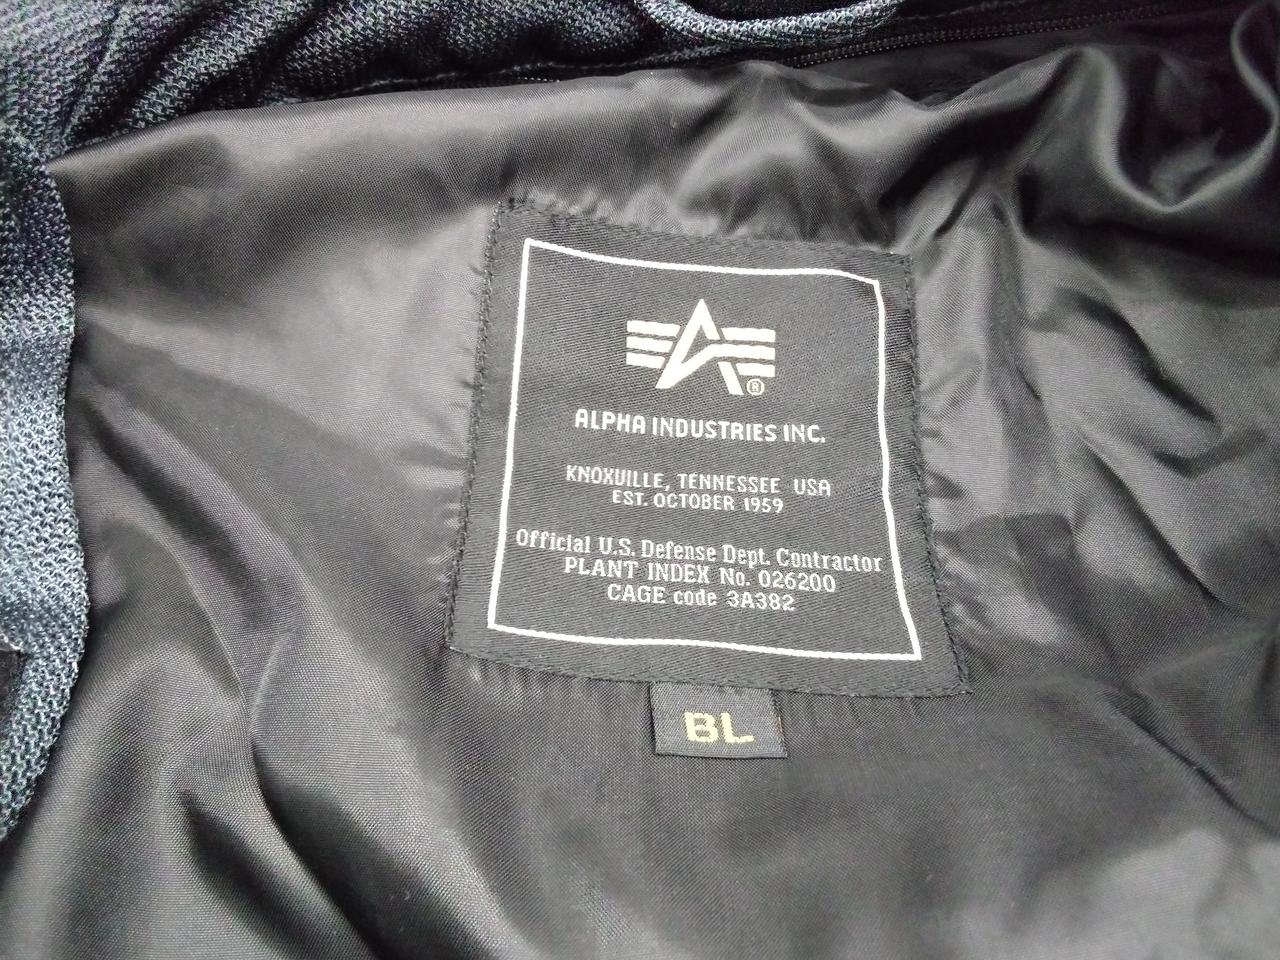 ®
ALPHA INDUSTRIES INC.
KNOXVILLE, TENNESSEE USA
EST. OCTOBER 1959
Official U.S. Defense Dept. Contractor
PLANT INDEX No. 026200
CAGE code 3A382
BL